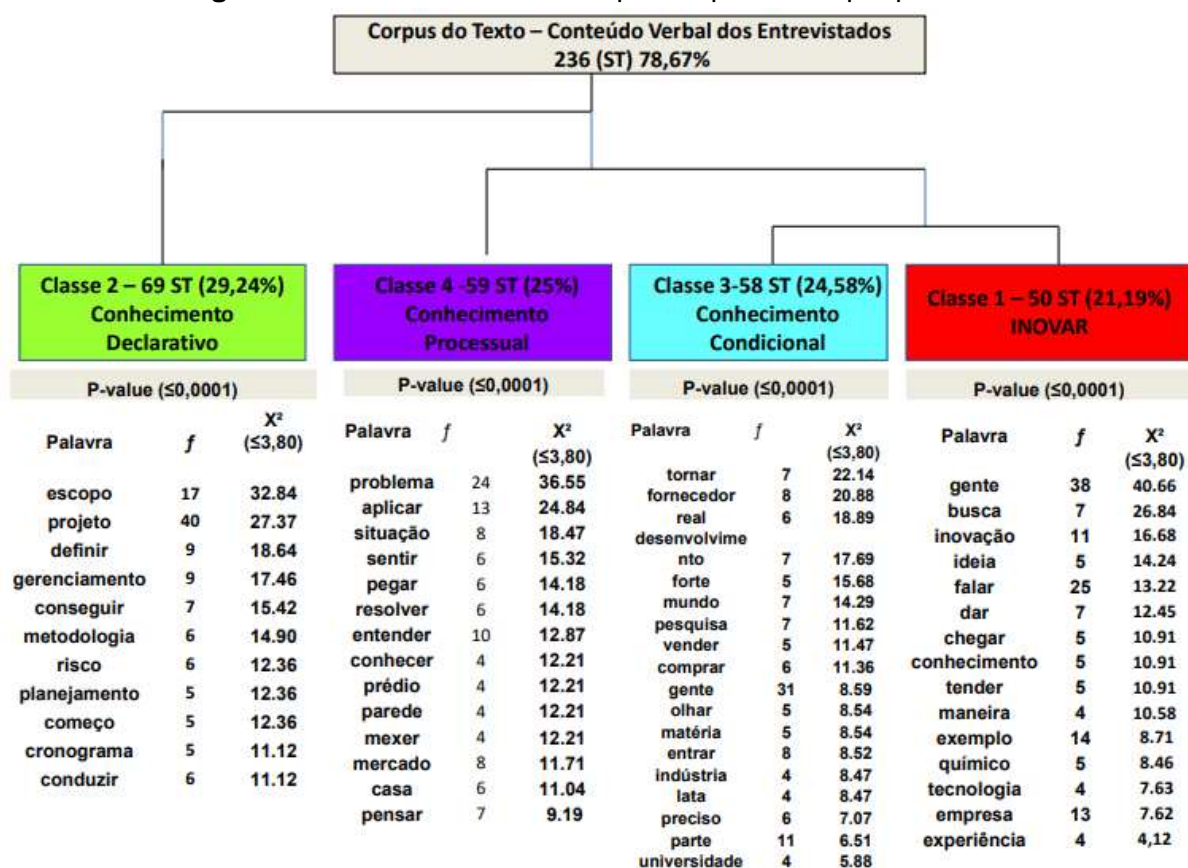 Corpus do Texto – Conteúdo Verbal dos Entrevistados
236 (ST) 78,67%
Classe 2 – 69 ST (29,24%)
Conhecimento
Declarativo
P-value (≤0,0001)
Palavra f X² (≤3,80)
escopo 17 32.84
projeto 40 27.37
definir 9 18.64
gerenciamento 9 17.46
conseguir 7 15.42
metodologia 6 14.90
risco 6 12.36
planejamento 5 12.36
começo 5 12.36
cronograma 5 11.12
conduzir 6 11.12
Classe 4 -59 ST (25%)
Conhecimento
Processual
P-value (≤0,0001)
Palavra f X² (≤3,80)
problema 24 36.55
aplicar 13 24.84
situação 8 18.47
sentir 6 15.32
pegar 6 14.18
resolver 6 14.18
entender 10 12.87
conhecer 4 12.21
prédio 4 12.21
parede 4 12.21
mexer 4 12.21
mercado 8 11.71
casa 6 11.04
pensar 7 9.19
Classe 3-58 ST (24,58%)
Conhecimento
Condicional
P-value (≤0,0001)
Palavra f X² (≤3,80)
tornar 7 22.14
fornecedor 8 20.88
real 6 18.89
desenvolvime
nto 7 17.69
forte 5 15.68
mundo 7 14.29
pesquisa 7 11.62
vender 5 11.47
comprar 6 11.36
gente 31 8.59
olhar 5 8.54
matéria 5 8.54
entrar 8 8.52
indústria 4 8.47
lata 4 8.47
preciso 6 7.07
parte 11 6.51
universidade 4 5.88
Classe 1 – 50 ST (21,19%)
INOVAR
P-value (≤0,0001)
Palavra f X² (≤3,80)
gente 38 40.66
busca 7 26.84
inovação 11 16.68
ideia 5 14.24
falar 25 13.22
dar 7 12.45
chegar 5 10.91
conhecimento 5 10.91
tender 5 10.91
maneira 4 10.58
exemplo 14 8.71
químico 5 8.46
tecnologia 4 7.63
empresa 13 7.62
experiência 4 4,12